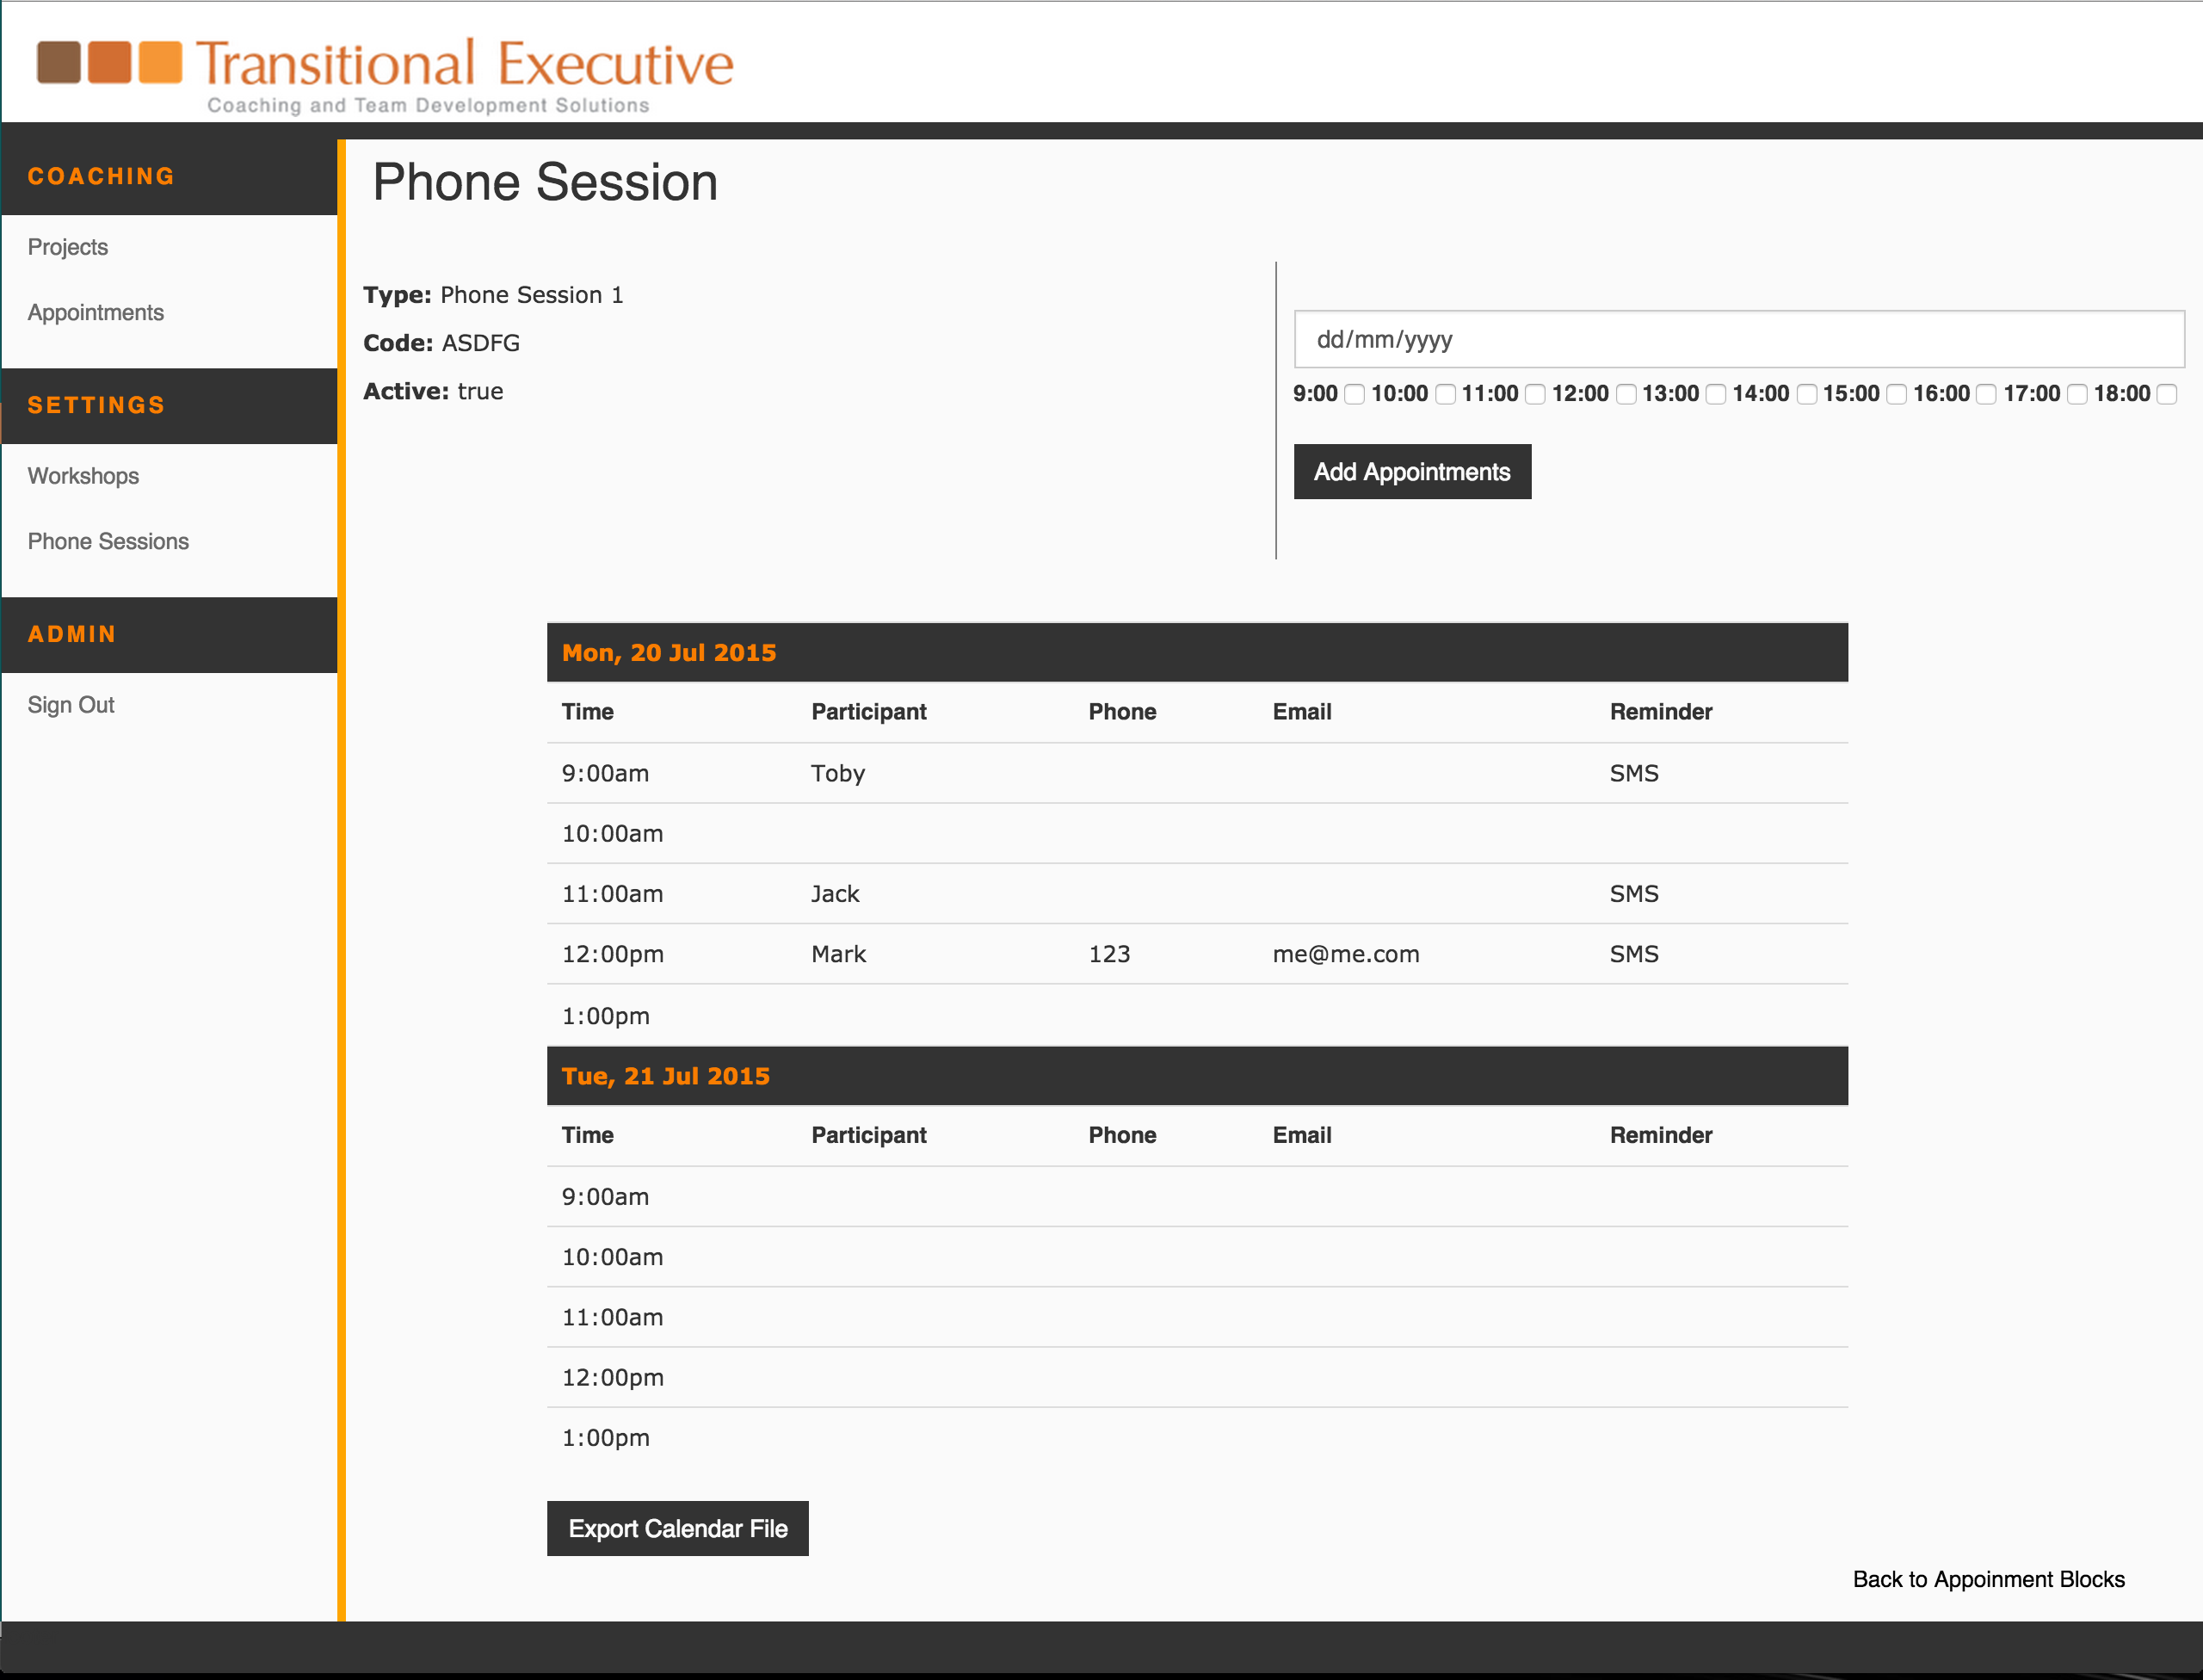 Transitional Executive
Coaching and Team Development Solutions
COACHING
Projects
Appointments
SETTINGS
Workshops
Phone Sessions
ADMIN
Sign Out
Phone Session
Type: Phone Session 1
Code: ASDFG
Active: true
dd/mm/yyyy
9:00 10:00 11:00 12:00 13:00 14:00 15:00 16:00 17:00 18:00
Add Appointments
Mon, 20 Jul 2015
Time Participant Phone Email Reminder
9:00am Toby SMS
10:00am
11:00am Jack SMS
12:00pm Mark 123 me@me.com SMS
1:00pm
Tue, 21 Jul 2015
Time Participant Phone Email Reminder
9:00am
10:00am
11:00am
12:00pm
1:00pm
Export Calendar File
Back to Appoinment Blocks